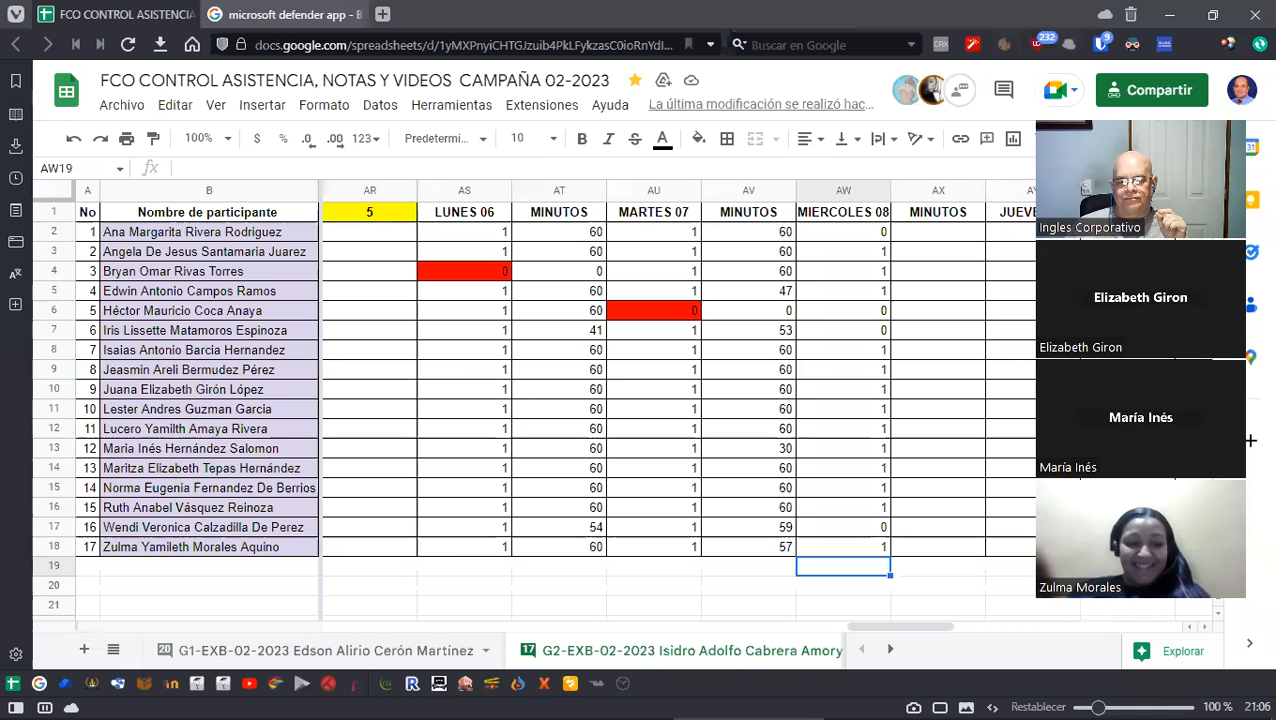 FCO CONTROL ASISTENCIA,
microsoft defender app - B
docs.google.com/spreadsheets/d/1yMXPnyiCHTGJzuib4PkLFykzasC0ioRnYdI...
Buscar en Google
CRX
232
9
FCO CONTROL ASISTENCIA, NOTAS Y VIDEOS CAMPAÑA 02-2023
Archivo Editar Ver Insertar Formato Datos Herramientas Extensiones Ayuda La última modificación se realizó hac...
Compartir
100% $ % .0 .00 123 Predetermi... 10 B I S A
AW19 fx
A B AR AS AT AU AV AW AX
1 No Nombre de participante 5 LUNES 06 MINUTOS MARTES 07 MINUTOS MIERCOLES 08 MINUTOS JUEV
2 1 Ana Margarita Rivera Rodriguez 1 60 1 60 0
3 2 Angela De Jesus Santamaria Juarez 1 60 1 60 1
4 3 Bryan Omar Rivas Torres 0 0 1 60 1
5 4 Edwin Antonio Campos Ramos 1 60 1 47 1
6 5 Héctor Mauricio Coca Anaya 1 60 0 0 0
7 6 Iris Lissette Matamoros Espinoza 1 41 1 53 0
8 7 Isaias Antonio Barcia Hernandez 1 60 1 60 1
9 8 Jeasmin Areli Bermudez Pérez 1 60 1 60 1
10 9 Juana Elizabeth Girón López 1 60 1 60 1
11 10 Lester Andres Guzman Garcia 1 60 1 60 1
12 11 Lucero Yamilth Amaya Rivera 1 60 1 60 1
13 12 Maria Inés Hernández Salomon 1 60 1 30 1
14 13 Maritza Elizabeth Tepas Hernández 1 60 1 60 1
15 14 Norma Eugenia Fernandez De Berrios 1 60 1 60 1
16 15 Ruth Anabel Vásquez Reinoza 1 60 1 60 1
17 16 Wendi Veronica Calzadilla De Perez 1 54 1 59 0
18 17 Zulma Yamileth Morales Aquino 1 60 1 57 1
19
20
21
Ingles Corporativo
Elizabeth Giron
Elizabeth Giron
María Inés
María Inés
Zulma Morales
20 G1-EXB-02-2023 Edson Alirio Cerón Martínez 17 G2-EXB-02-2023 Isidro Adolfo Cabrera Amory
Explorar
Restablecer 100 % 21:06